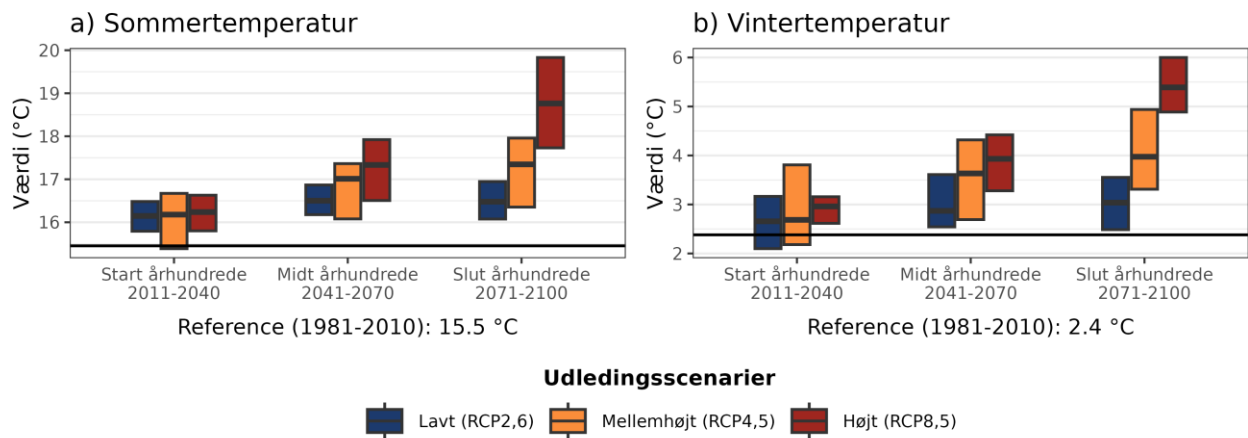 a) Sommertemperatur
Værdi (°C)
20
19
18
17
16
Start århundrede
2011-2040
Midt århundrede
2041-2070
Slut århundrede
2071-2100
Reference (1981-2010): 15.5 °C
b) Vintertemperatur
Værdi (°C)
6
5
4
3
2
Start århundrede
2011-2040
Midt århundrede
2041-2070
Slut århundrede
2071-2100
Reference (1981-2010): 2.4 °C
Udledingsscenarier
Lavt (RCP2,6)
Mellemhøjt (RCP4,5)
Højt (RCP8,5)